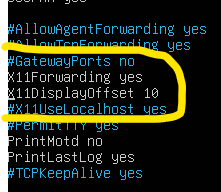 #AllowAgentForwarding yes
#AllowTcpForwarding yes
#GatewayPorts no
X11Forwarding yes
X11DisplayOffset 10
#X11UseLocalhost yes
#PermitTTY yes
PrintMotd no
PrintLastLog yes
#TCPKeepAlive yes